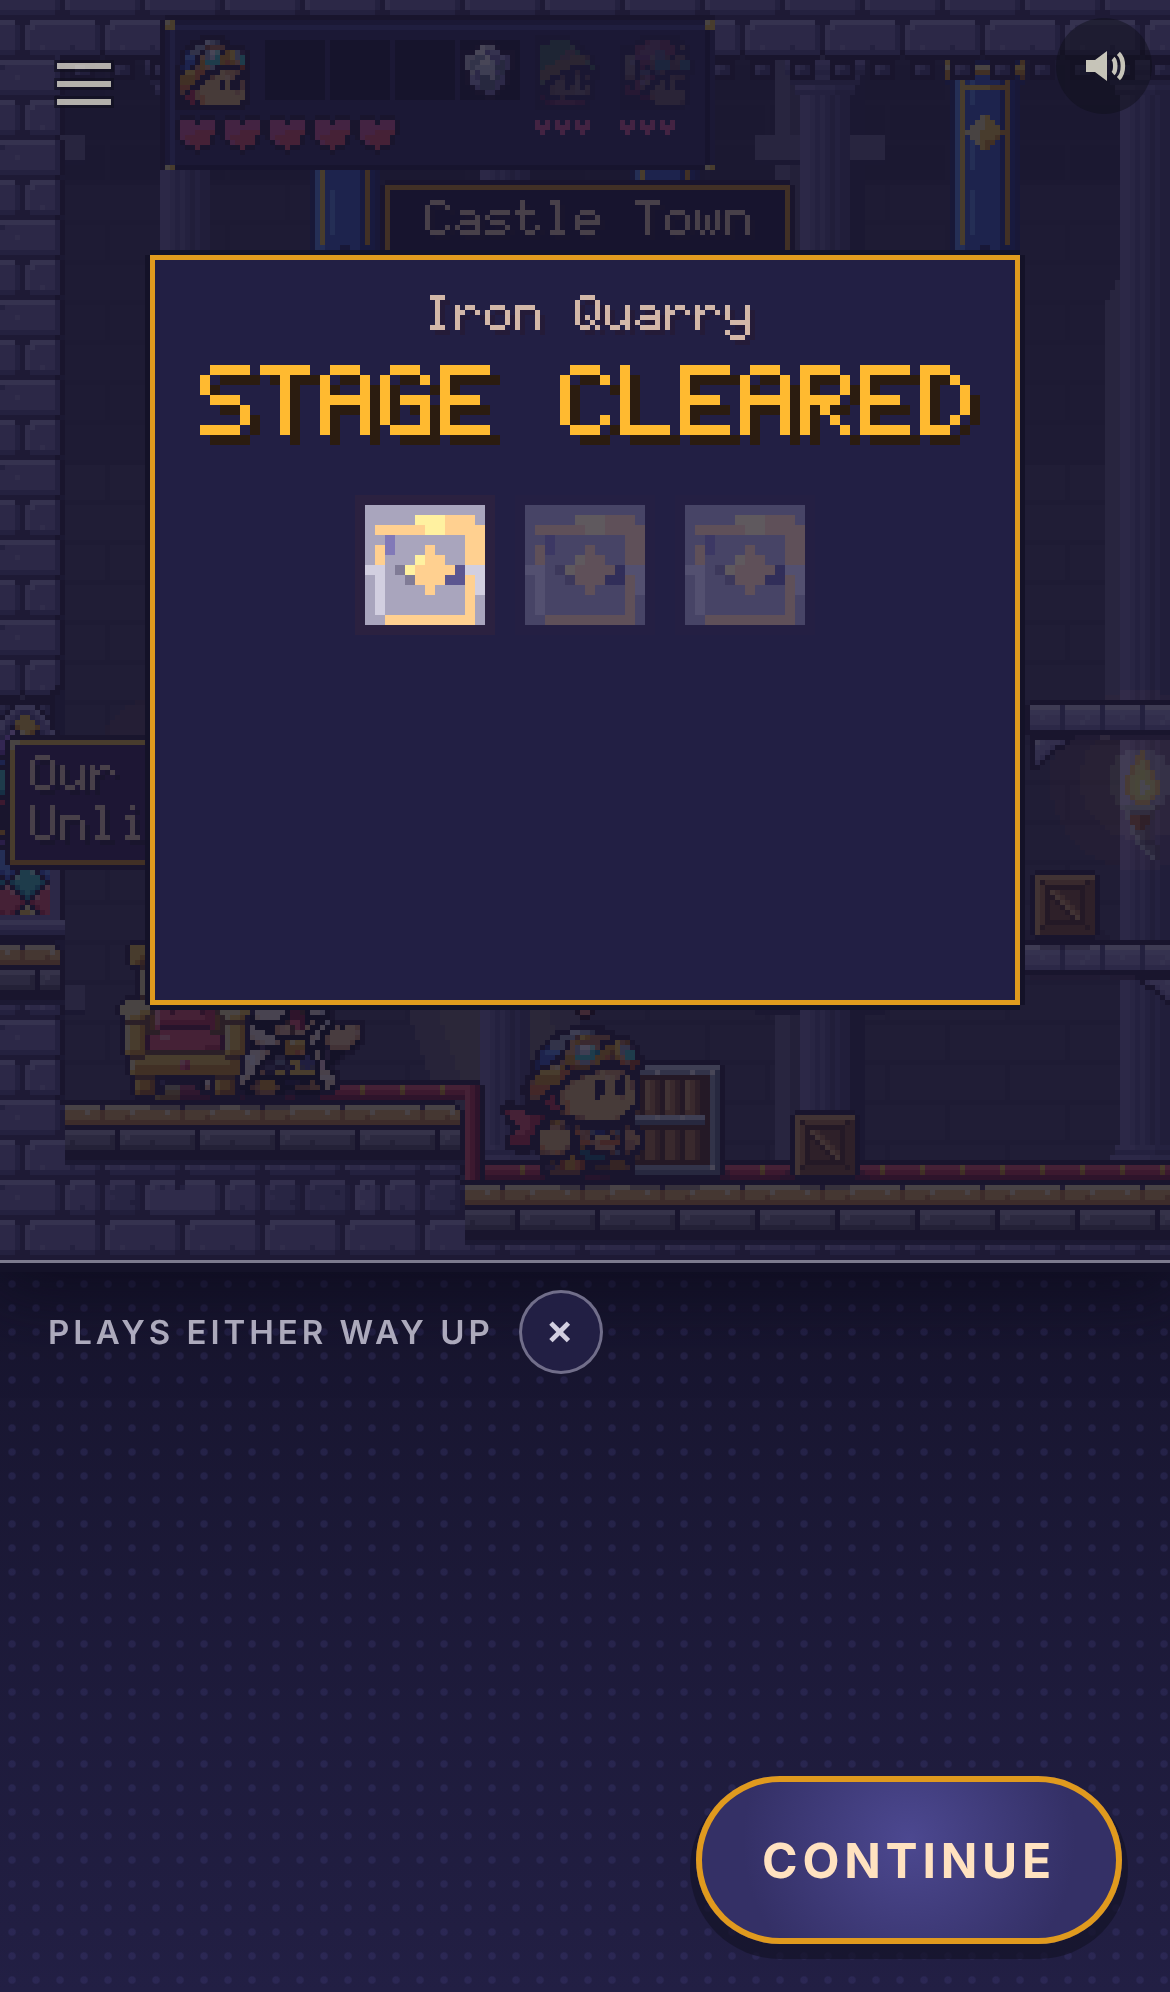 Castle Town
Iron Quarry
STAGE CLEARED
Our
Unli
PLAYS EITHER WAY UP
CONTINUE